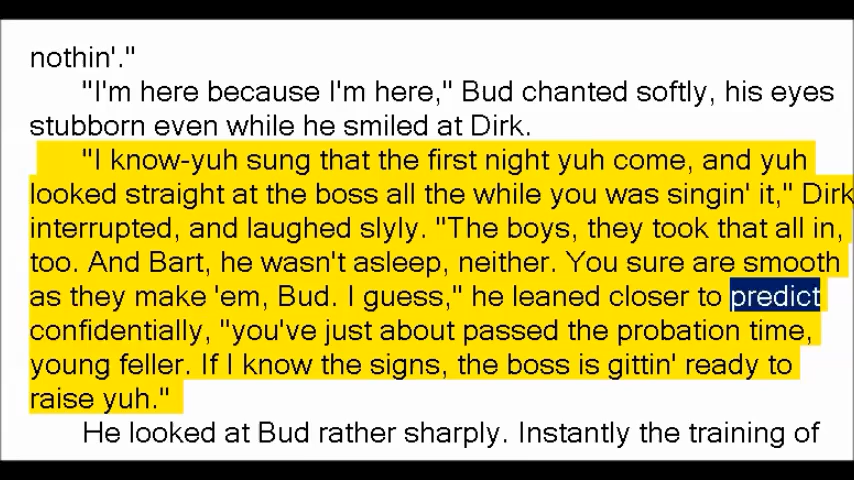 nothin'."
"I'm here because I'm here," Bud chanted softly, his eyes
stubborn even while he smiled at Dirk.
"I know-yuh sung that the first night yuh come, and yuh
looked straight at the boss all the while you was singin' it," Dirk
interrupted, and laughed slyly. "The boys, they took that all in,
too. And Bart, he wasn't asleep, neither. You sure are smooth
as they make 'em, Bud. I guess," he leaned closer to predict
confidentially, "you've just about passed the probation time,
young feller. If I know the signs, the boss is gittin' ready to
raise yuh."
He looked at Bud rather sharply. Instantly the training of